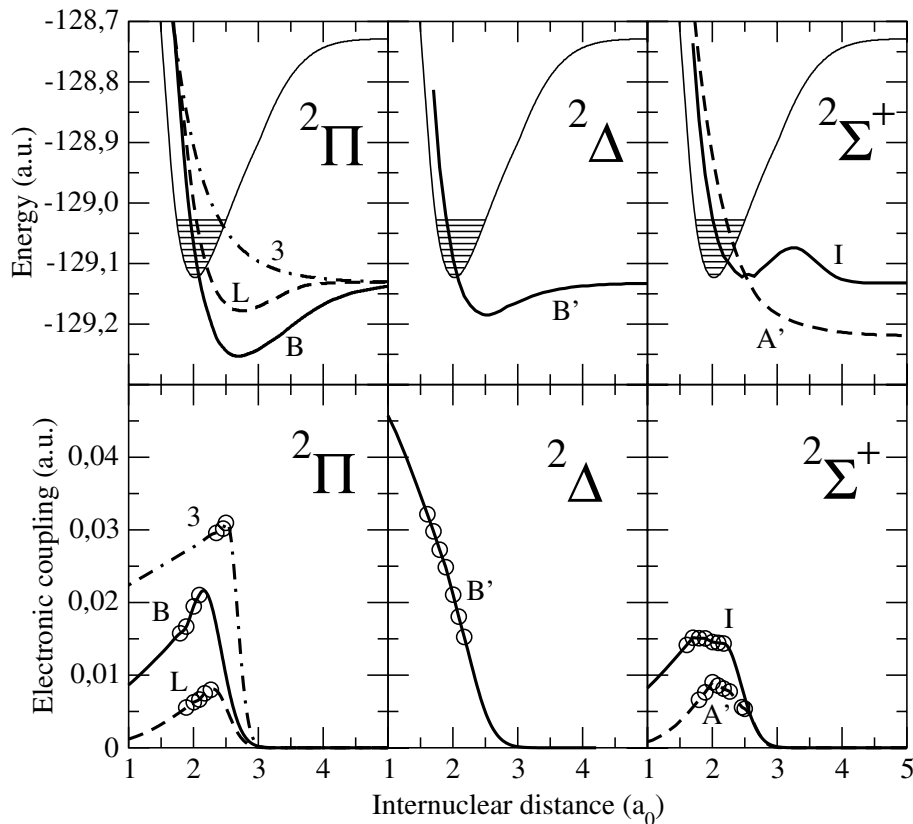 -128,7
-128,8
-128,9
-129,0
-129,1
-129,2
Energy (a.u.)
2Π
3
L
B
2Δ
B'
2Σ+
I
A'
0,04
0,03
0,02
0,01
0
Electronic coupling (a.u.)
2Π
3
B
L
2Δ
B'
2Σ+
I
A'
1 2 3 4 1 2 3 4 1 2 3 4 5
Internuclear distance (a0)